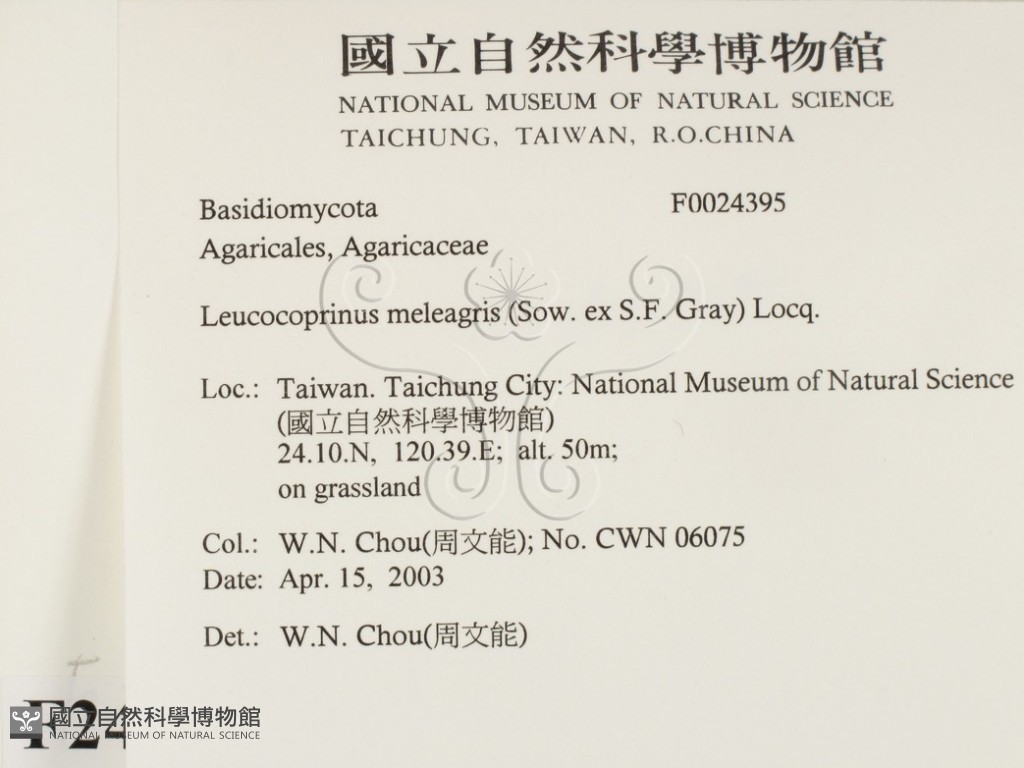 國立自然科學博物館
NATIONAL MUSEUM OF NATURAL SCIENCE
TAICHUNG, TAIWAN, R.O.CHINA
Basidiomycota F0024395
Agaricales, Agaricaceae
Leucocoprinus meleagris (Sow. ex S.F. Gray) Locq.
Loc.: Taiwan. Taichung City: National Museum of Natural Science
(國立自然科學博物館)
24.10.N, 120.39.E; alt. 50m;
on grassland
Col.: W.N. Chou(周文能); No. CWN 06075
Date: Apr. 15, 2003
Det.: W.N. Chou(周文能)
F24
國立自然科學博物館
NATIONAL MUSEUM OF NATURAL SCIENCE